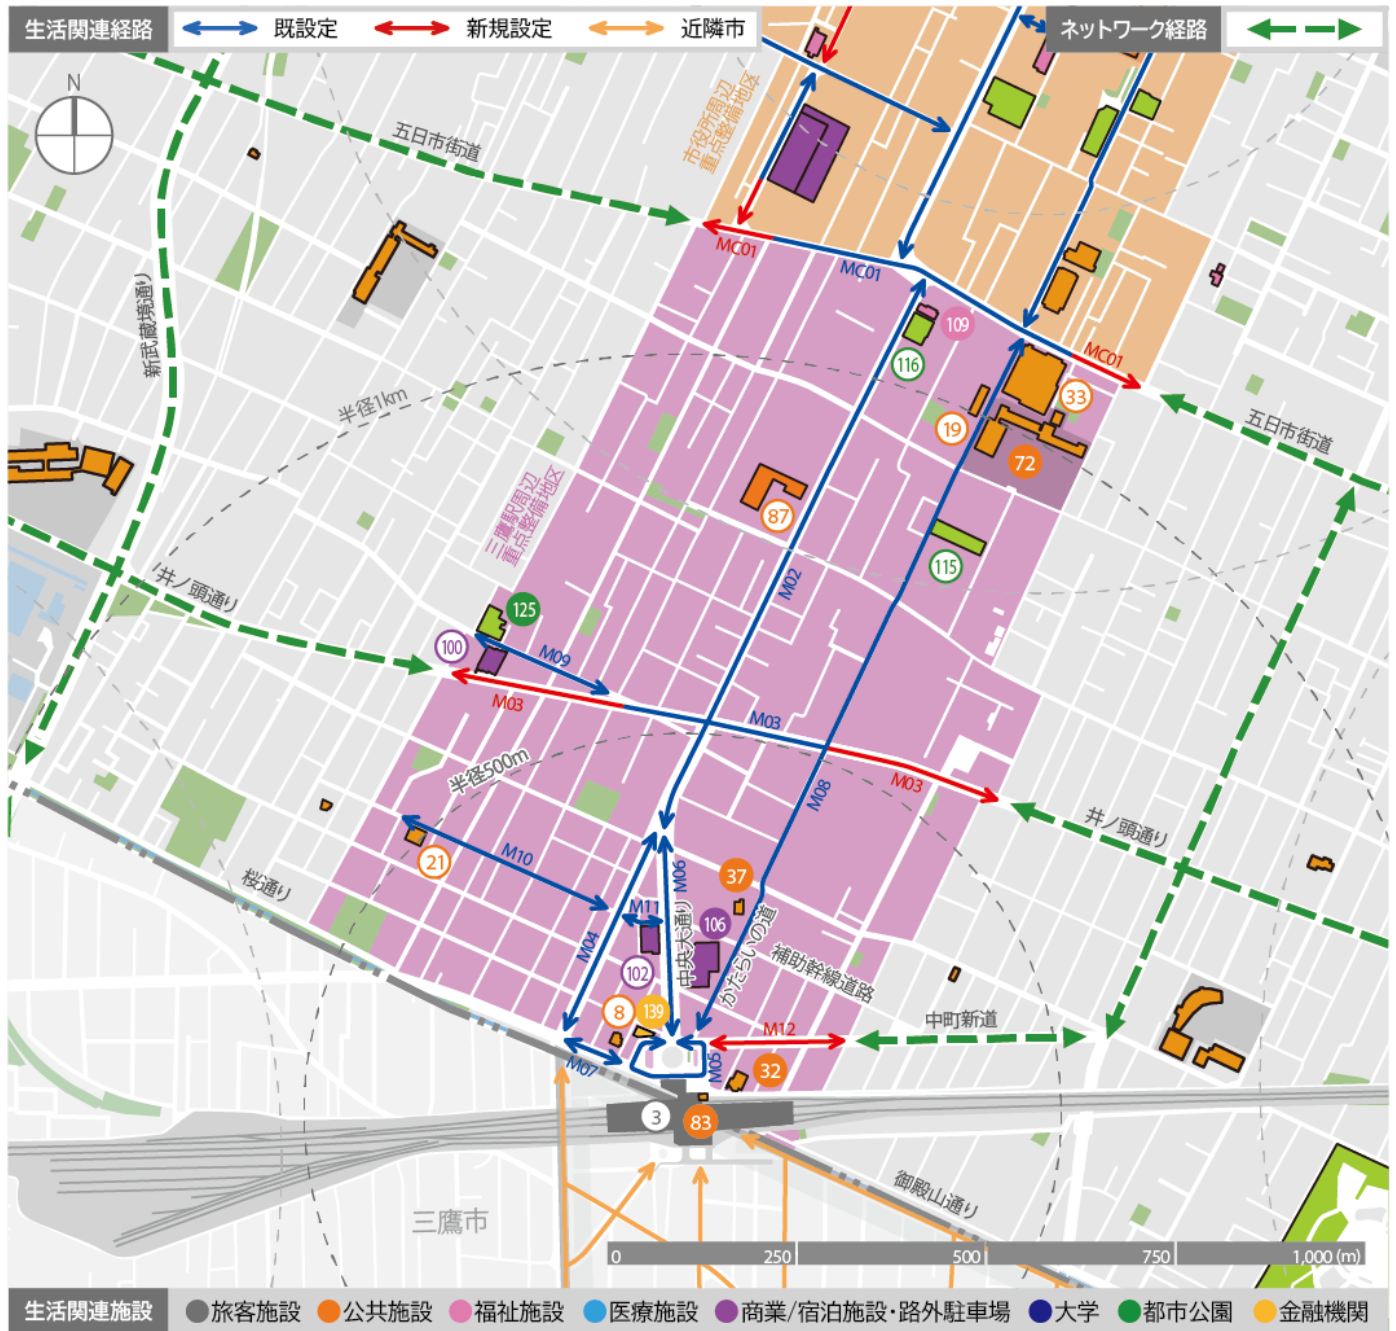 生活関連経路 既設定 新規設定 近隣市
ネットワーク経路
N
五日市街道
市役所周辺
重点整備地区
新武蔵境通り
MC01
MC01
MC01
109
116
半径1km
33
19
72
五日市街道
三鷹駅周辺
重点整備地区
87
115
M02
井ノ頭通り
125
100
M09
M03
M03
M03
半径500m
M08
井ノ頭通り
21
M10
桜通り
M06
37
M11
106
M04
中央大通り
かたらいの道
補助幹線道路
102
8
139
中町新道
M12
M07
M05
32
3
83
御殿山通り
三鷹市
0 250 500 750 1,000 (m)
生活関連施設 旅客施設 公共施設 福祉施設 医療施設 商業/宿泊施設・路外駐車場 大学 都市公園 金融機関